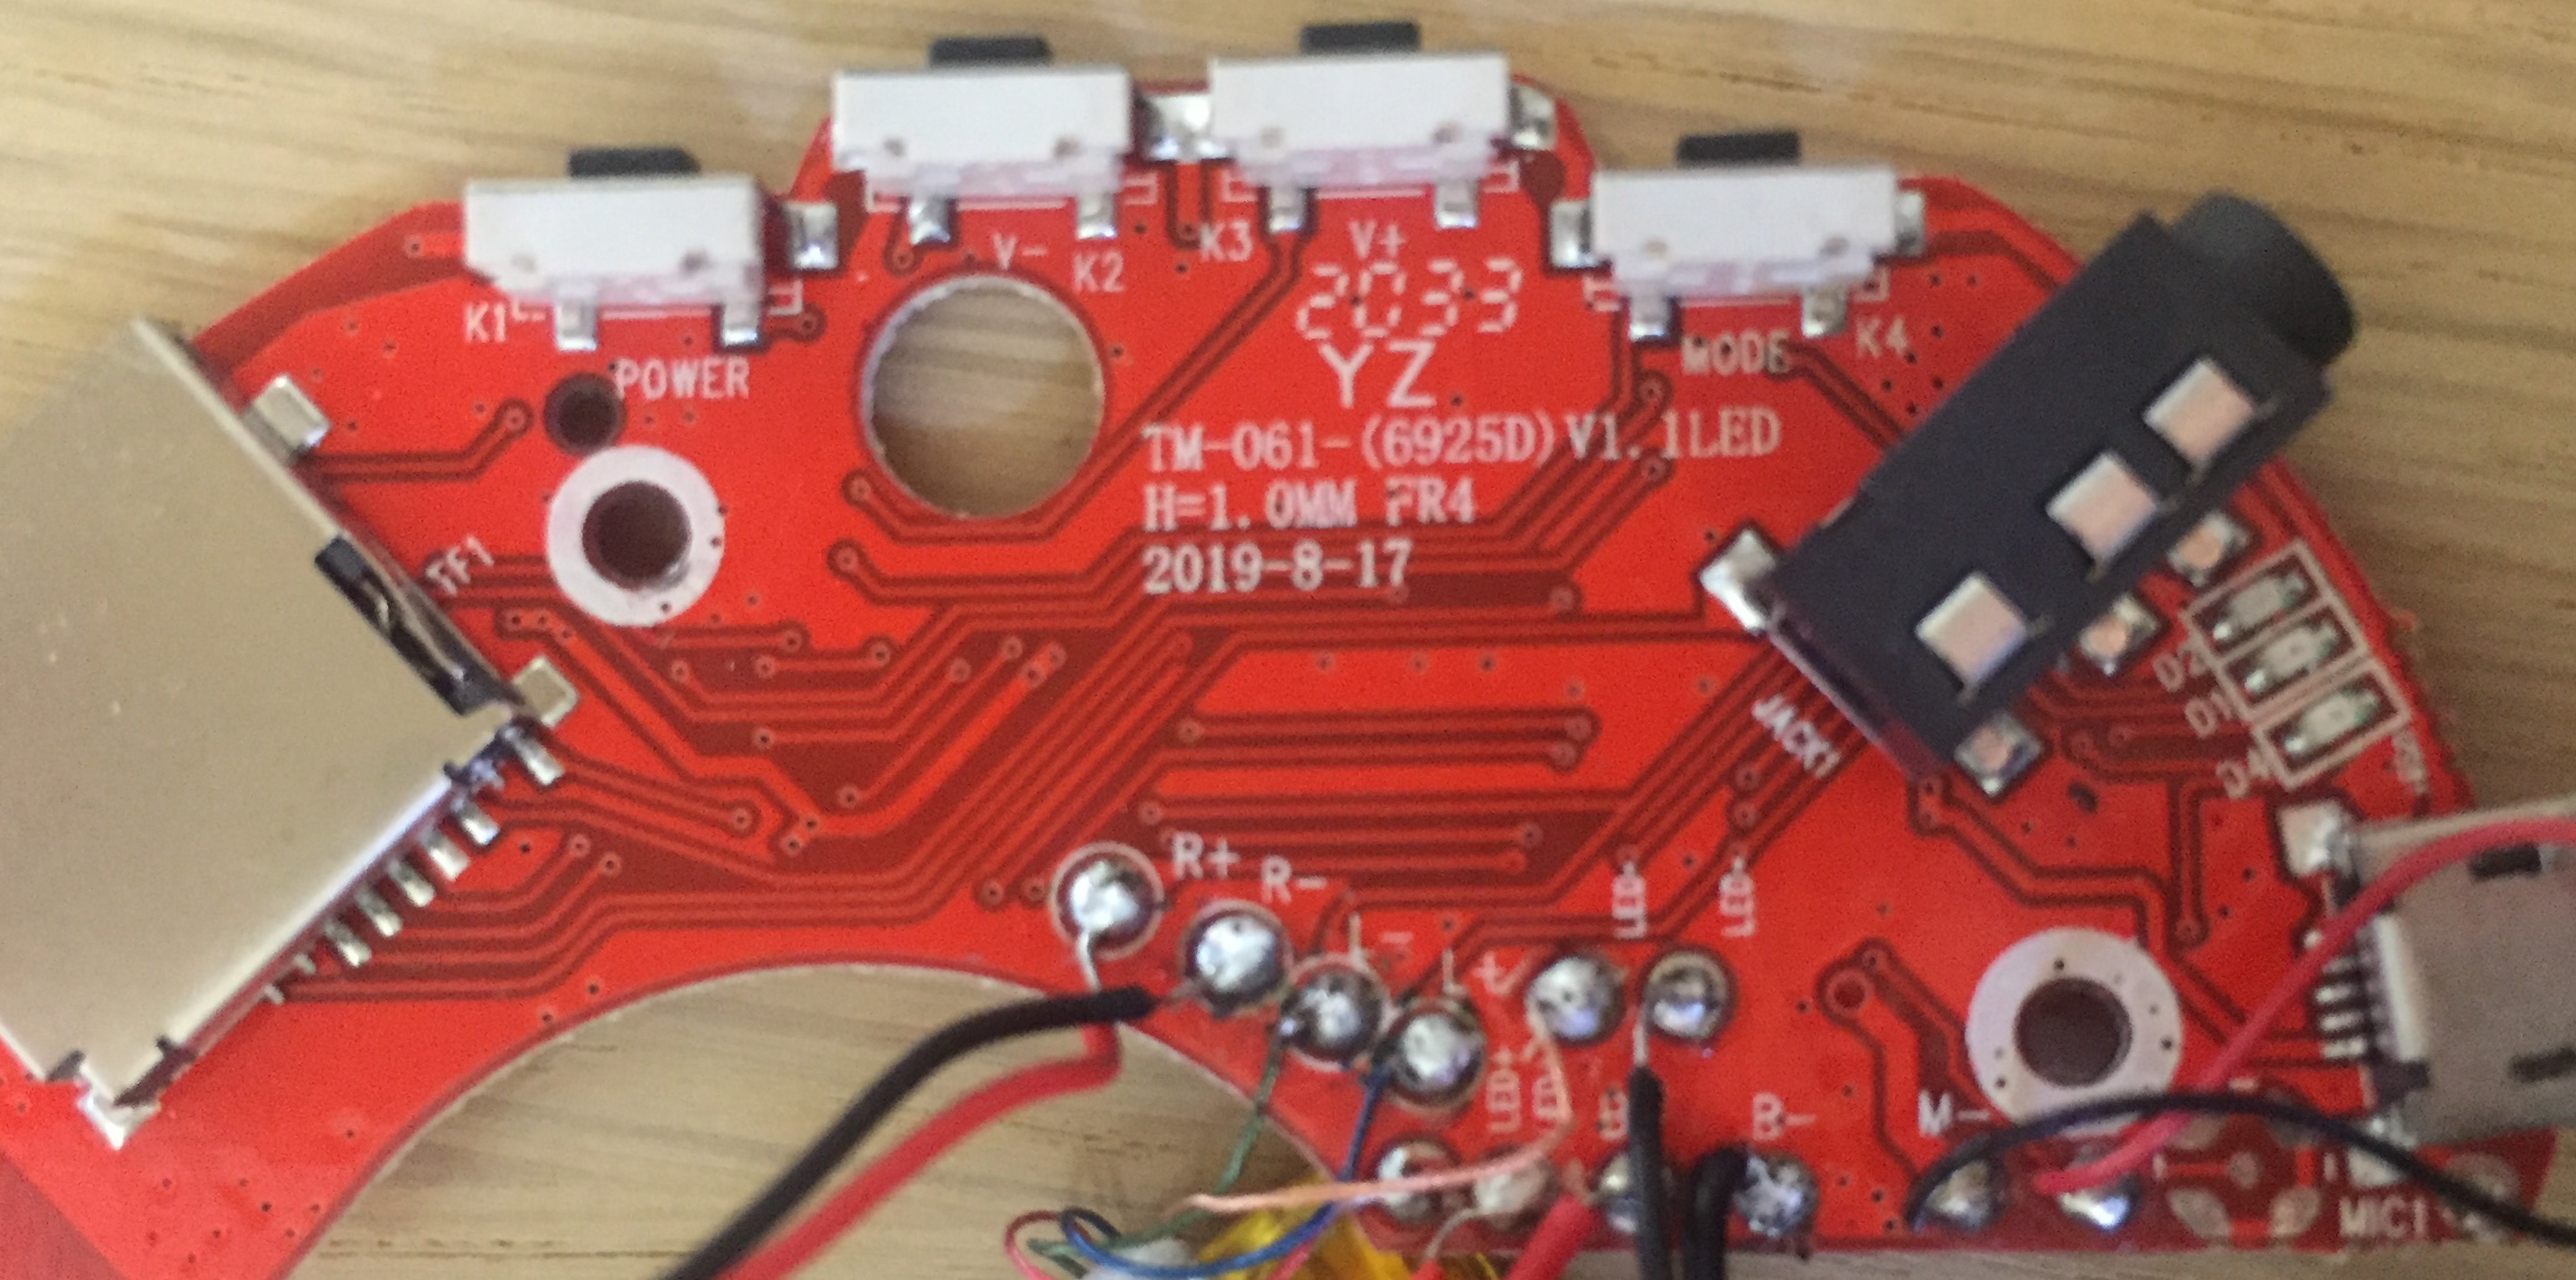 V-
K2
K3
V+
K1
POWER
2033
YZ
MODE
K4
TM-061-(6925D)V1.1LED
H=1.0MM FR4
2019-8-17
TF1
JACK1
D2
D1
D4
R+
R-
L-
L+
LED-
LED-
LED+
B-
M-
MIC1